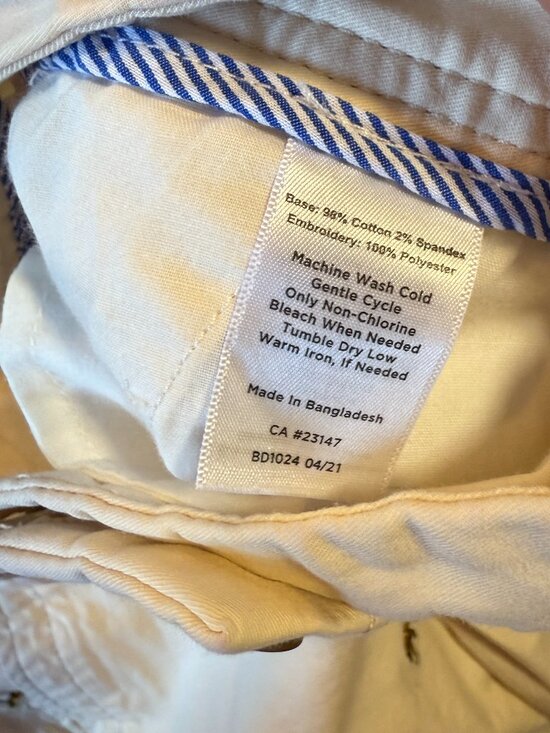 Base: 98% Cotton 2% Spandex
Embroidery: 100% Polyester
Machine Wash Cold
Gentle Cycle
Only Non-Chlorine
Bleach When Needed
Tumble Dry Low
Warm Iron, If Needed
Made In Bangladesh
CA #23147
BD1024 04/21